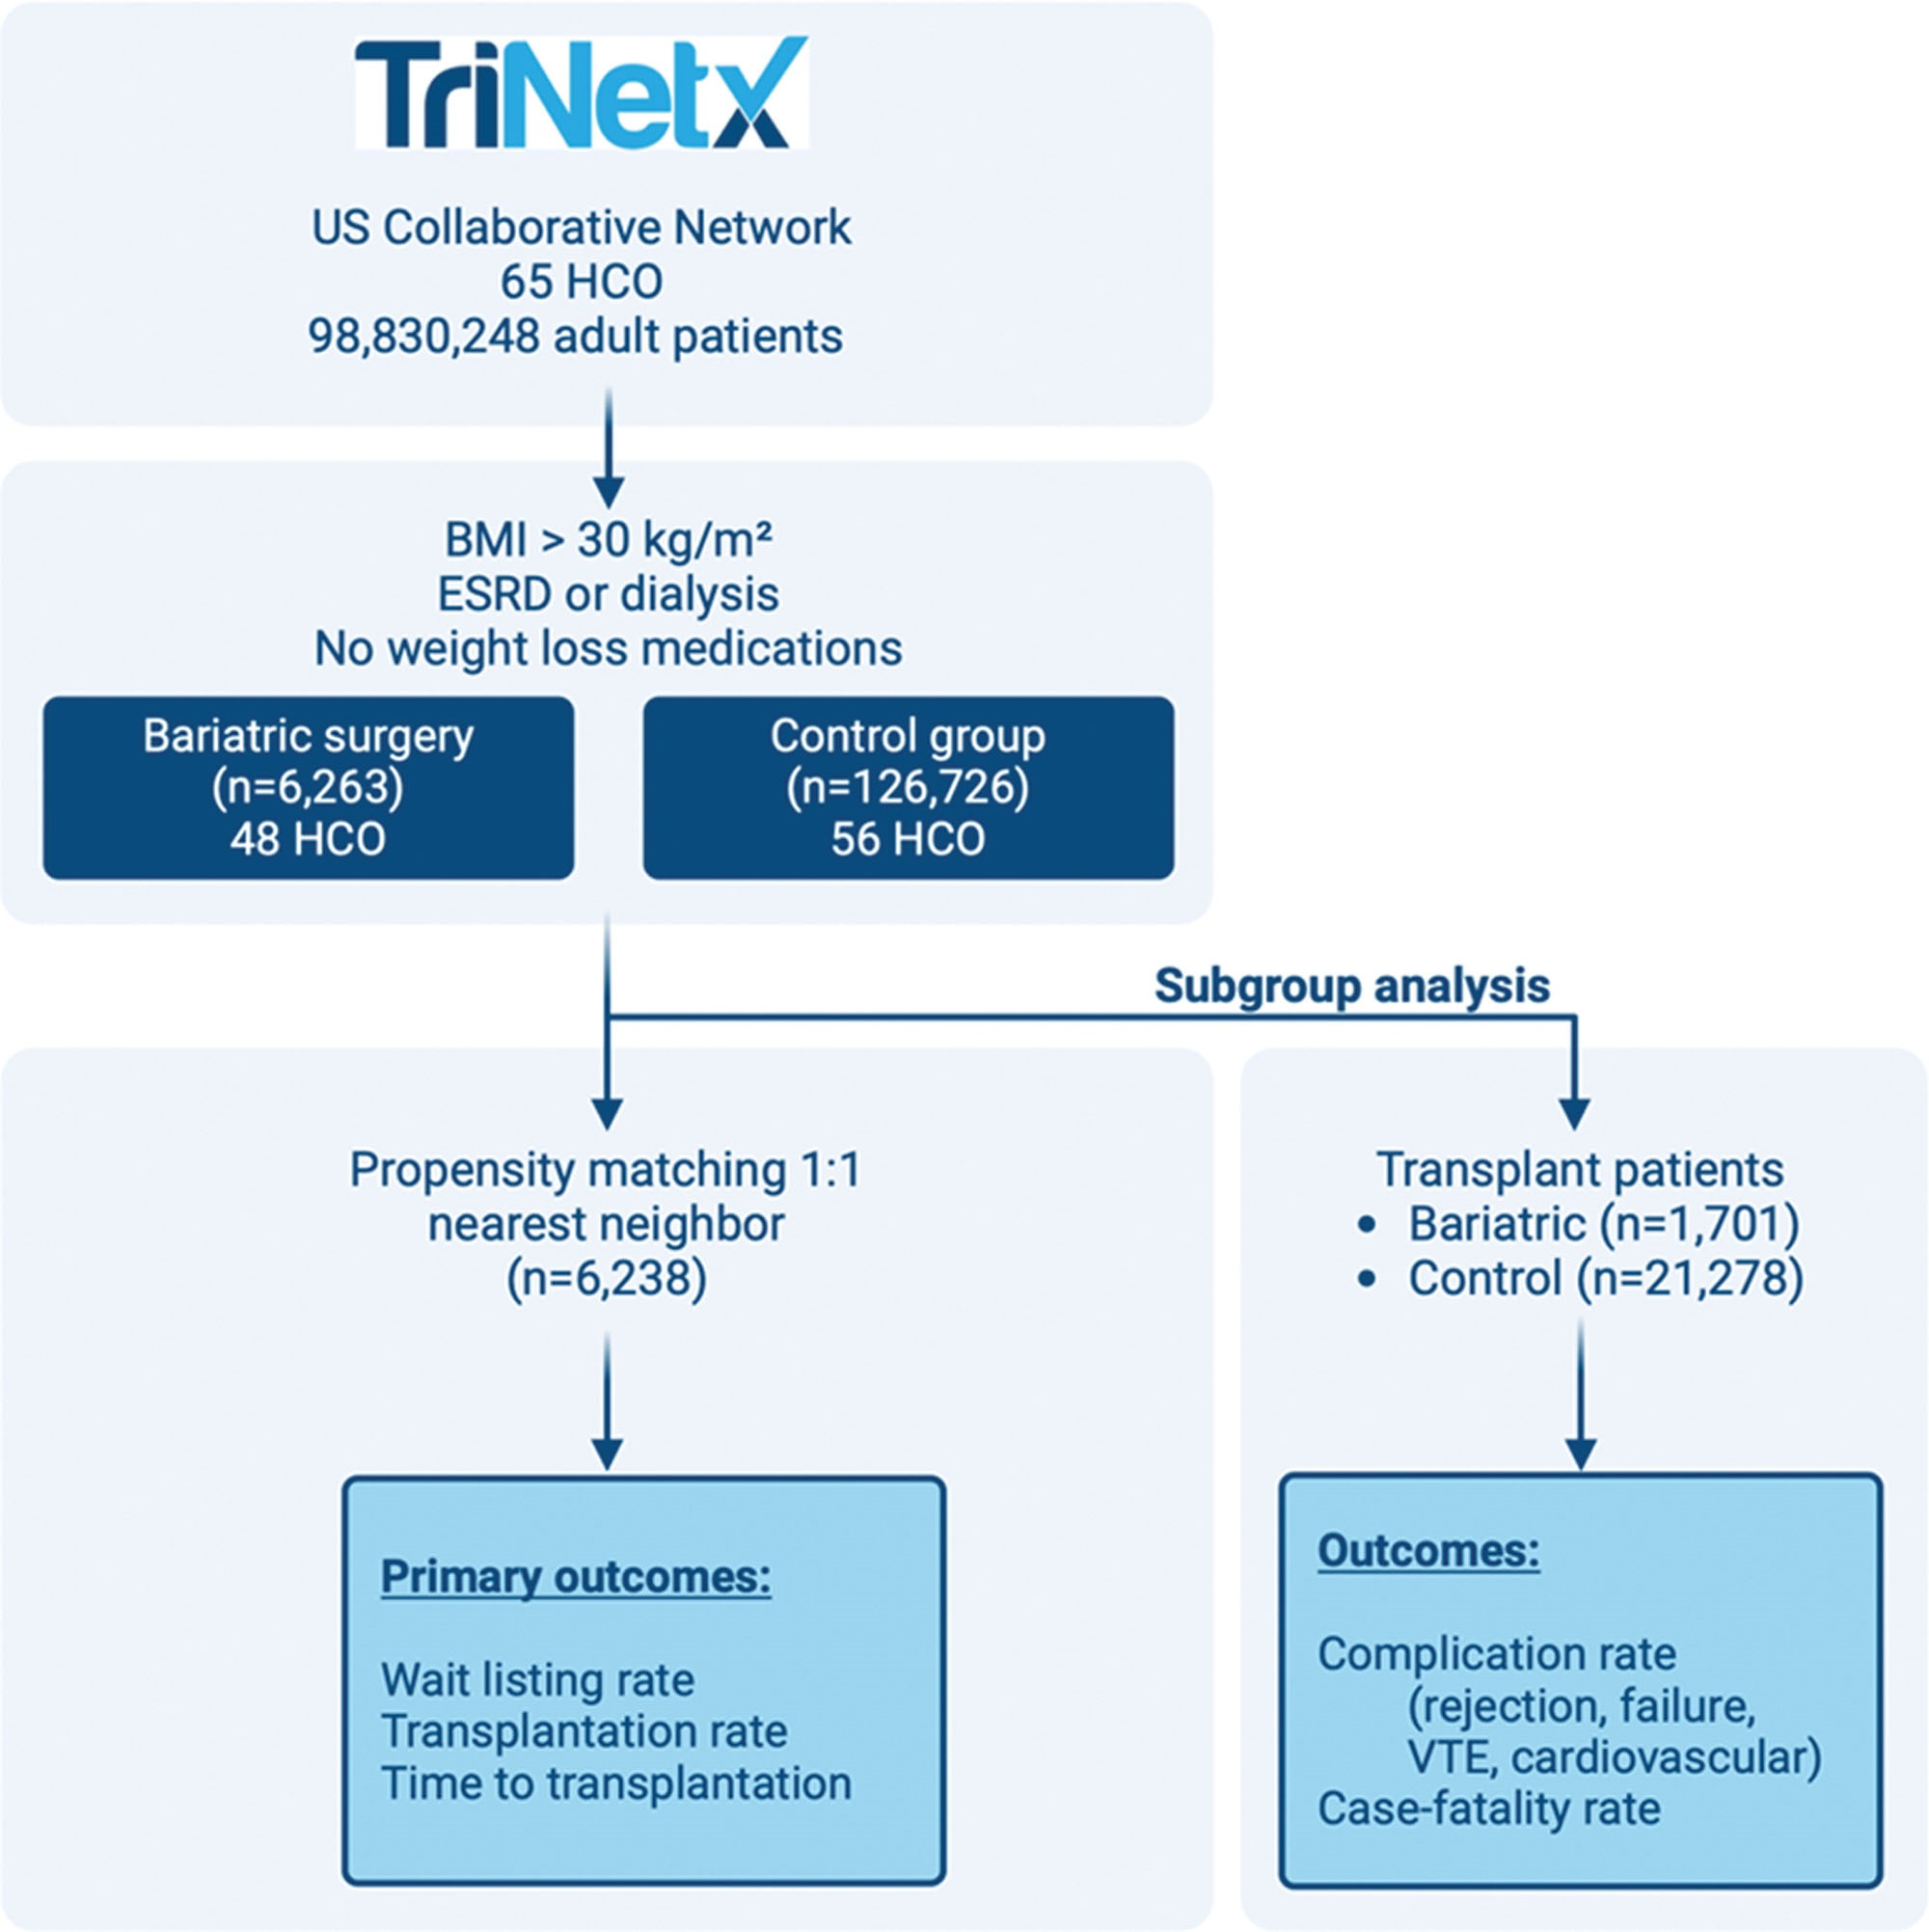 TriNetX
US Collaborative Network
65 HCO
98,830,248 adult patients
BMI > 30 kg/m²
ESRD or dialysis
No weight loss medications
Bariatric surgery
(n=6,263)
48 HCO
Control group
(n=126,726)
56 HCO
Subgroup analysis
Propensity matching 1:1
nearest neighbor
(n=6,238)
Transplant patients
• Bariatric (n=1,701)
• Control (n=21,278)
Primary outcomes:
Wait listing rate
Transplantation rate
Time to transplantation
Outcomes:
Complication rate
(rejection, failure,
VTE, cardiovascular)
Case-fatality rate